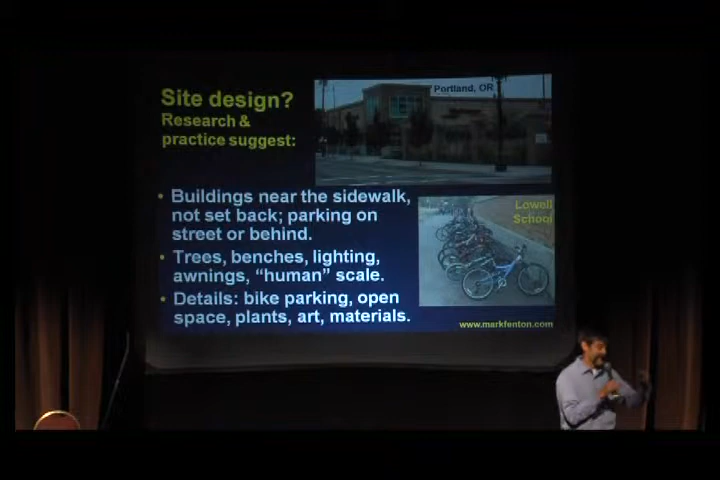 Site design?
Research &
practice suggest:
Portland, OR
• Buildings near the sidewalk,
not set back; parking on
street or behind.
• Trees, benches, lighting,
awnings, “human” scale.
• Details: bike parking, open
space, plants, art, materials.
Lowell
School
www.markfenton.com